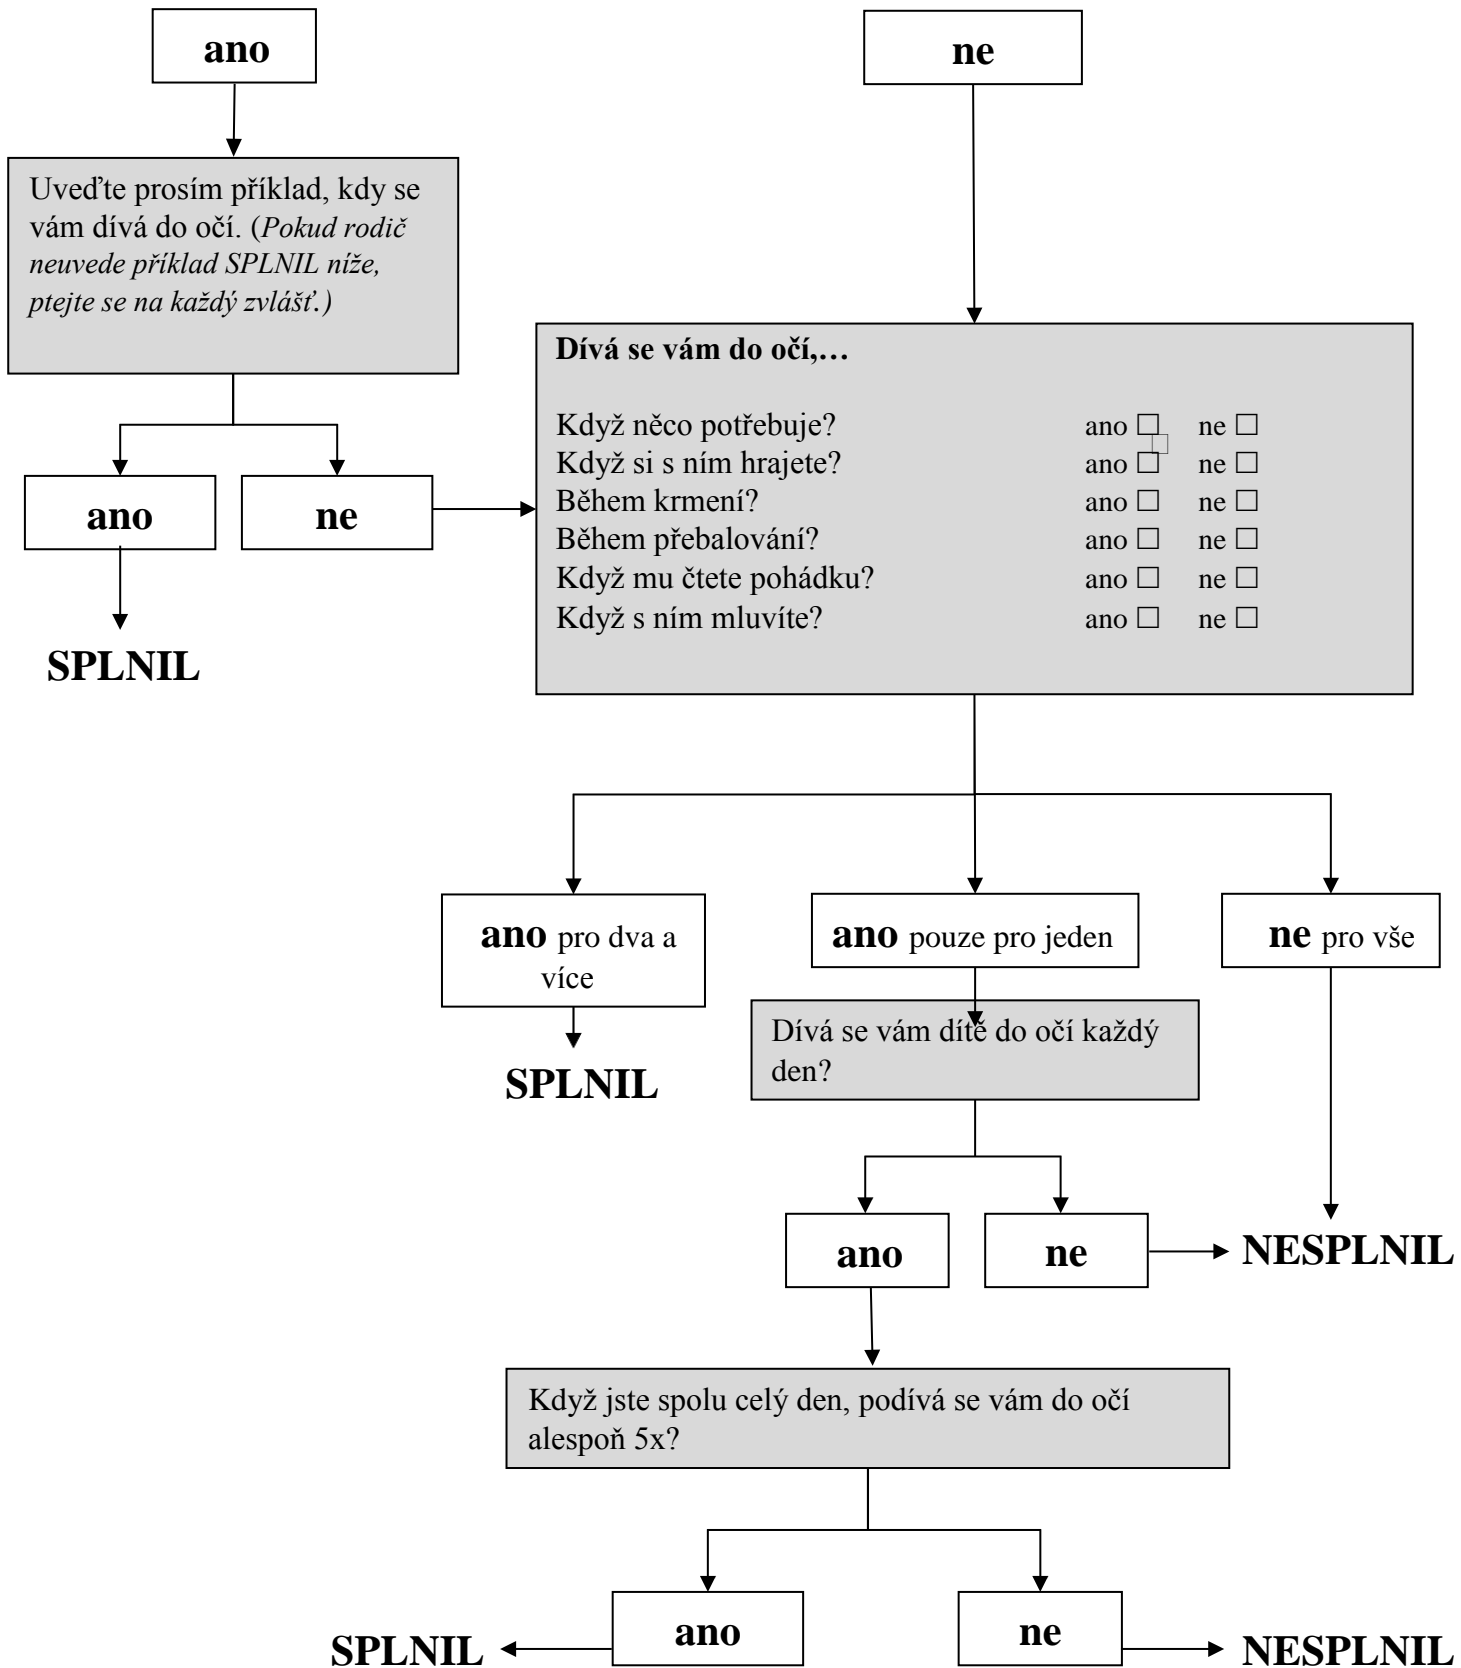 ano
ne
Uveďte prosím příklad, kdy se
vám dívá do očí. (Pokud rodič
neuvede příklad SPLNIL níže,
ptejte se na každý zvlášť.)
ano
ne
SPLNIL
Dívá se vám do očí,…
Když něco potřebuje? ano ☐ ne ☐
Když si s ním hrajete? ano ☐ ne ☐
Během krmení? ano ☐ ne ☐
Během přebalování? ano ☐ ne ☐
Když mu čtete pohádku? ano ☐ ne ☐
Když s ním mluvíte? ano ☐ ne ☐
ano pro dva a
více
SPLNIL
ano pouze pro jeden
ne pro vše
Dívá se vám dítě do očí každý
den?
ano
ne
NESPLNIL
Když jste spolu celý den, podívá se vám do očí
alespoň 5x?
SPLNIL
ano
ne
NESPLNIL